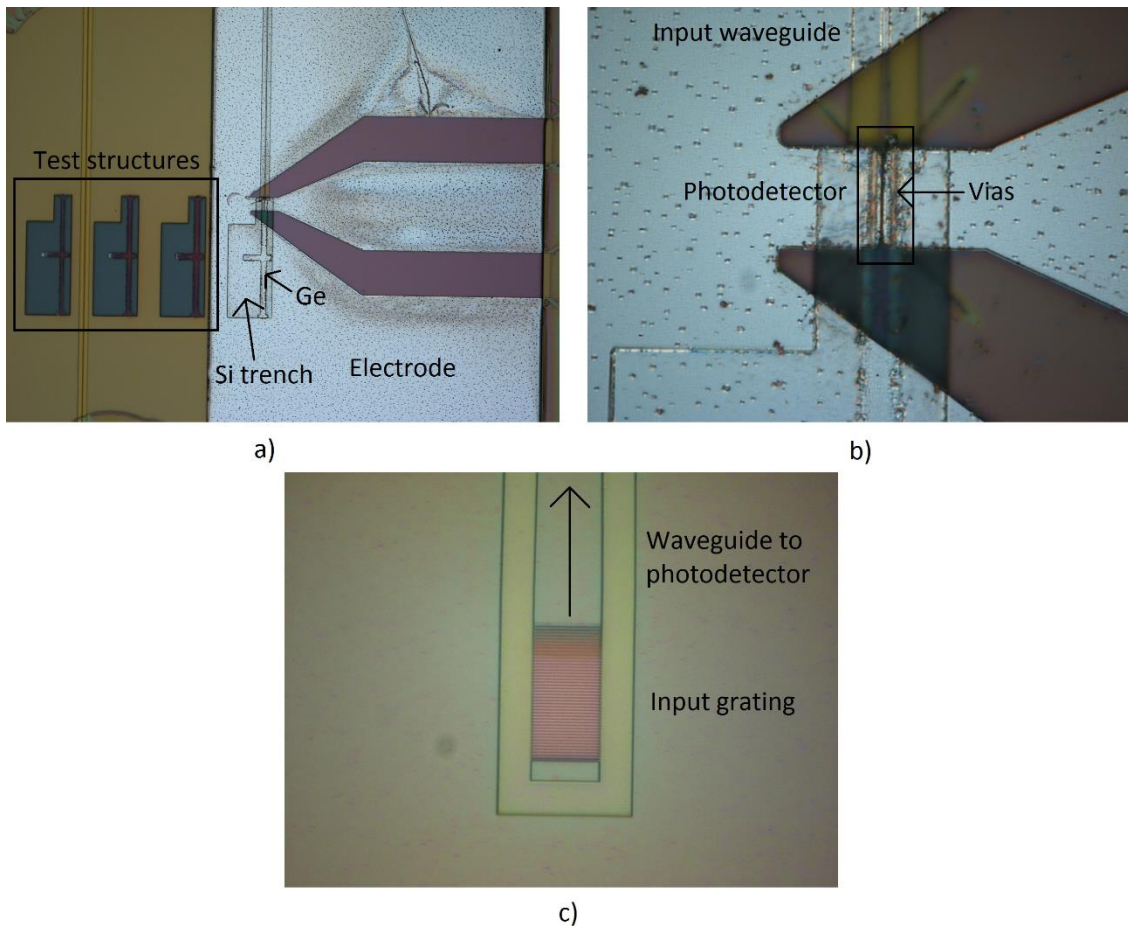 Test structures
Ge
Si trench
Electrode
a)
Input waveguide
Photodetector
Vias
b)
Waveguide to
photodetector
Input grating
c)